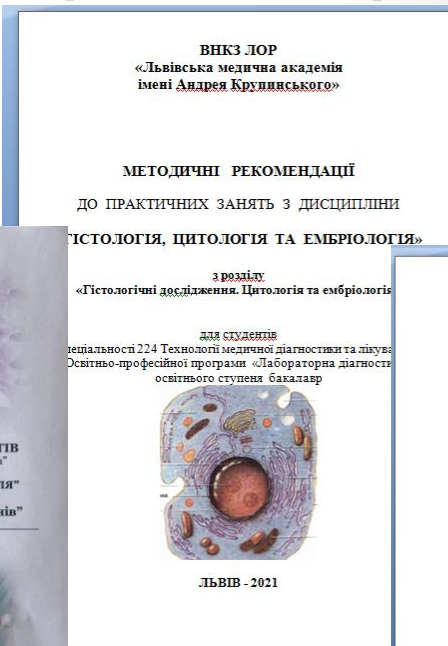 ВНКЗ ЛОР
«Львівська медична академія
імені Андрея Крупинського»
МЕТОДИЧНІ РЕКОМЕНДАЦІЇ
ДО ПРАКТИЧНИХ ЗАНЯТЬ З ДИСЦИПЛІНИ
ГІСТОЛОГІЯ, ЦИТОЛОГІЯ ТА ЕМБРІОЛОГІЯ»
з розділу
«Гістологічні дослідження. Цитологія та ембріологія
для студентів
пеціальності 224 Технології медичної діагностики та лікува
Освітньо-професійної програми «Лабораторна діагности
освітнього ступеня бакалавр
ЛЬВІВ - 2021